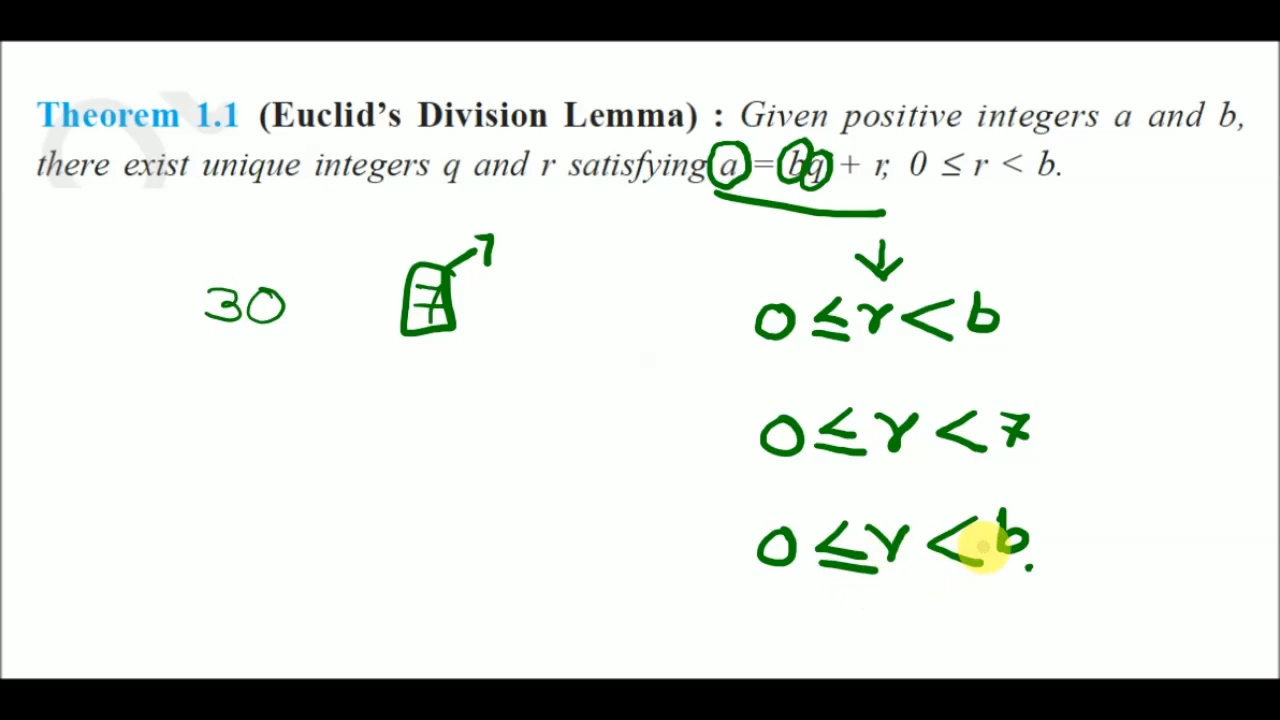 Theorem 1.1 (Euclid's Division Lemma) : Given positive integers a and b,
there exist unique integers q and r satisfying a = bq + r, 0 ≤ r < b.
7
30 7
0 ≤ r < b
0 ≤ r < 7
0 ≤ r < b.